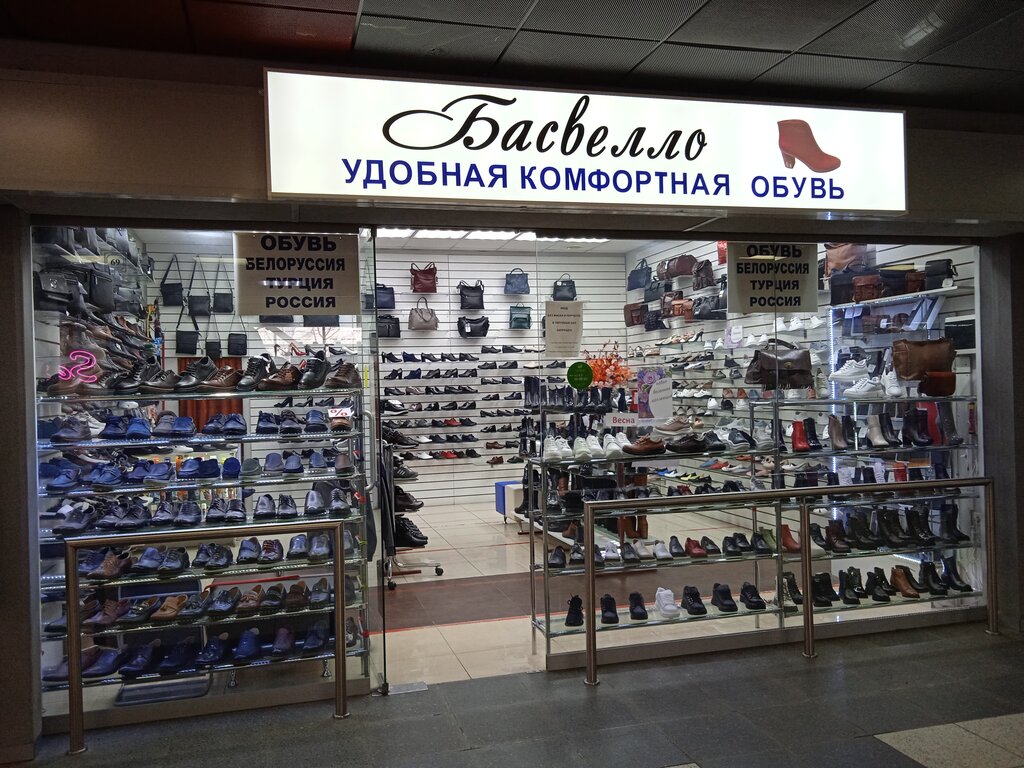 Басвелло
УДОБНАЯ КОМФОРТНАЯ ОБУВЬ
ОБУВЬ
БЕЛОРУССИЯ
ТУРЦИЯ
РОССИЯ
ОБУВЬ
БЕЛОРУССИЯ
ТУРЦИЯ
РОССИЯ
%
Весна